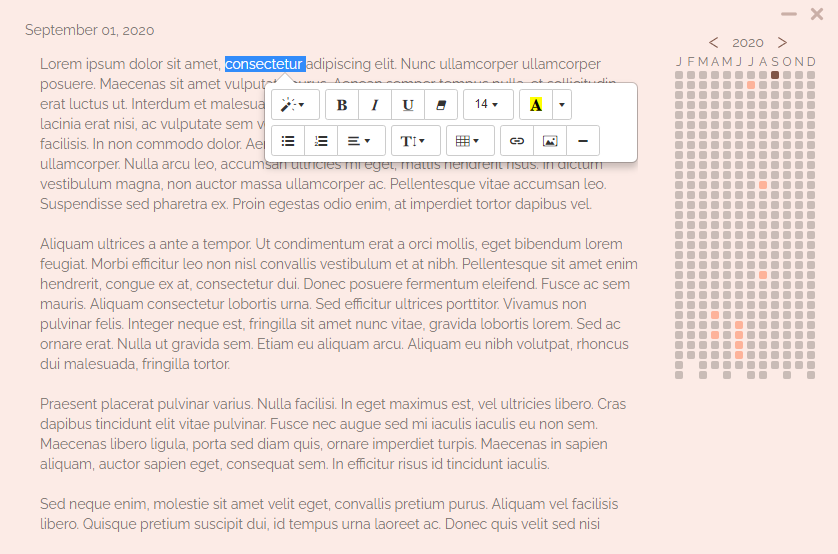 September 01, 2020
2020
J F M A M J J A S O N D
Lorem ipsum dolor sit amet, consectetur adipiscing elit. Nunc ullamcorper ullamcorper
posuere. Maecenas sit amet vulputate purus. Aenean semper tempus nulla, et sollicitudin
erat luctus ut. Interdum et malesua
lacinia erat nisi, ac vulputate sem v
facilisis. In non commodo dolor. Aen
ullamcorper. Nulla arcu leo, accumsan ultricies mi eget, mattis hendrerit risus. In dictum
vestibulum magna, non auctor massa ullamcorper ac. Pellentesque vitae accumsan leo.
Suspendisse sed pharetra ex. Proin egestas odio enim, at imperdiet tortor dapibus vel.
B I U 14 A
T
Aliquam ultrices a ante a tempor. Ut condimentum erat a orci mollis, eget bibendum lorem
feugiat. Morbi efficitur leo non nisl convallis vestibulum et at nibh. Pellentesque sit amet enim
hendrerit, congue ex at, consectetur dui. Donec posuere fermentum eleifend. Fusce ac sem
mauris. Aliquam consectetur lobortis urna. Sed efficitur ultrices porttitor. Vivamus non
pulvinar felis. Integer neque est, fringilla sit amet nunc vitae, gravida lobortis lorem. Sed ac
ornare erat. Nulla ut gravida sem. Etiam eu aliquam arcu. Aliquam eu nibh volutpat, rhoncus
dui malesuada, fringilla tortor.
Praesent placerat pulvinar varius. Nulla facilisi. In eget maximus est, vel ultricies libero. Cras
dapibus tincidunt elit vitae pulvinar. Fusce nec augue sed mi iaculis iaculis eu non sem.
Maecenas libero ligula, porta sed diam quis, ornare imperdiet turpis. Maecenas in sapien
aliquam, auctor sapien eget, consequat sem. In efficitur risus id tincidunt iaculis.
Sed neque enim, molestie sit amet velit eget, convallis pretium purus. Aliquam vel facilisis
libero. Quisque pretium suscipit dui, id tempus urna laoreet ac. Donec quis velit sed nisi